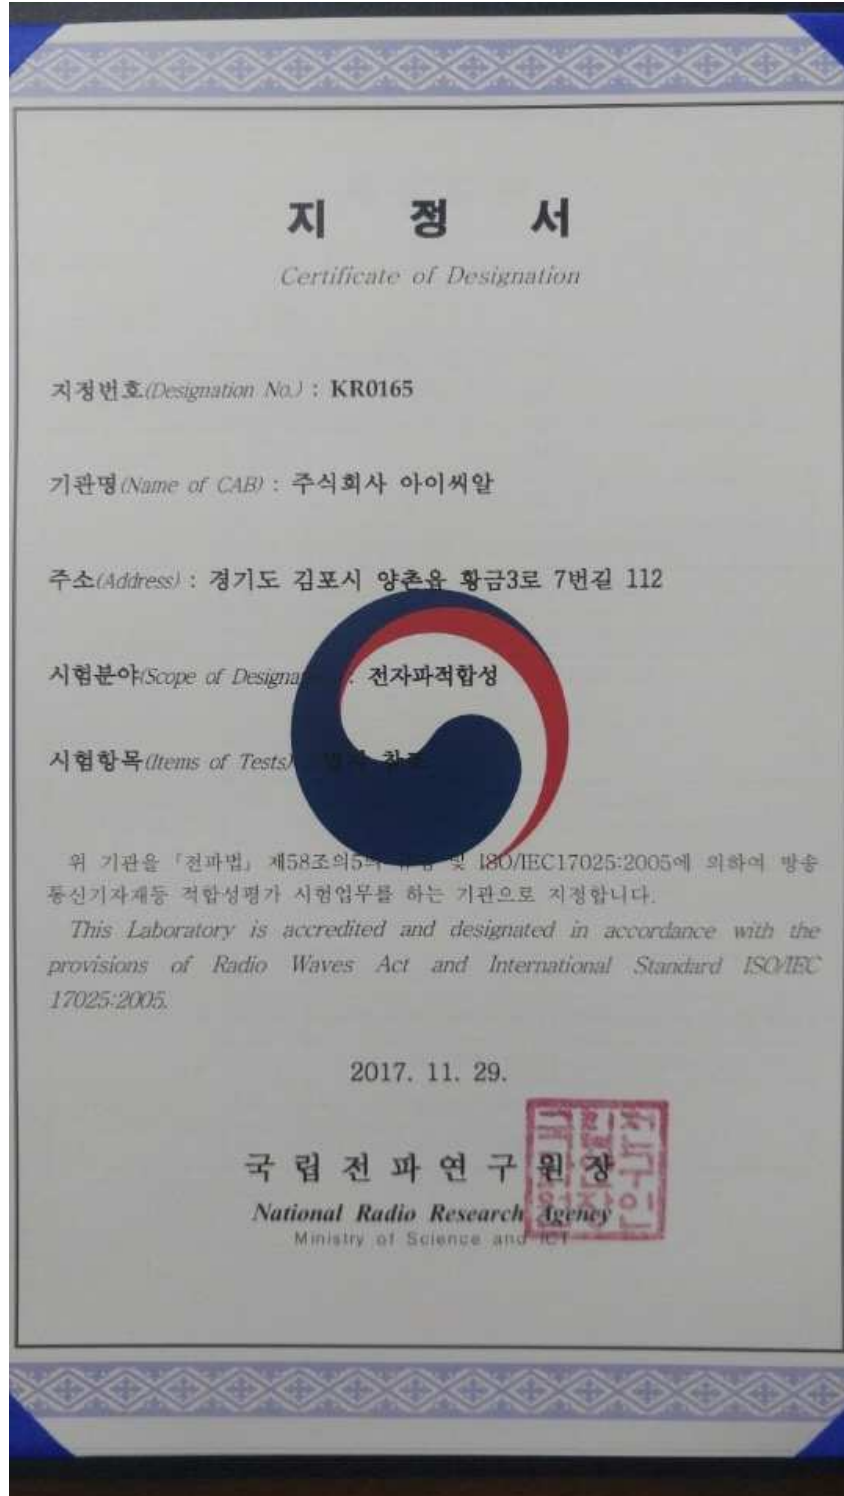 지 정 서
Certificate of Designation
지정번호(Designation No.) : KR0165
기관명(Name of CAB) : 주식회사 아이씨알
주소(Address) : 경기도 김포시 양촌읍 황금3로 7번길 112
시험분야(Scope of Designa : 전자파적합성
시험항목(Items of Tests)
위 기관을 「전파법」 제58조의5의 및 ISO/IEC17025:2005에 의하여 방송
통신기자재등 적합성평가 시험업무를 하는 기관으로 지정합니다.
This Laboratory is accredited and designated in accordance with the
provisions of Radio Waves Act and International Standard ISO/IEC
17025:2005.
2017. 11. 29.
국 립 전 파 연 구 원 장
National Radio Research Agency
Ministry of Science and ICT